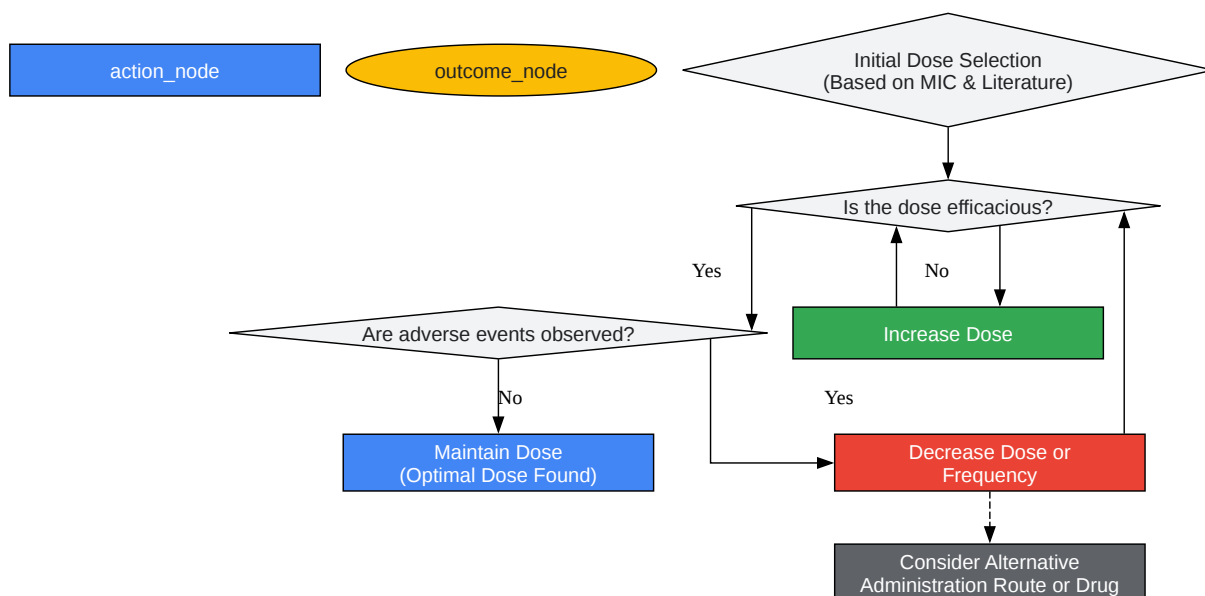 action_node
outcome_node
Initial Dose Selection
(Based on MIC & Literature)
Is the dose efficacious?
Yes
No
Are adverse events observed?
Increase Dose
No
Yes
Maintain Dose
(Optimal Dose Found)
Decrease Dose or
Frequency
Consider Alternative
Administration Route or Drug